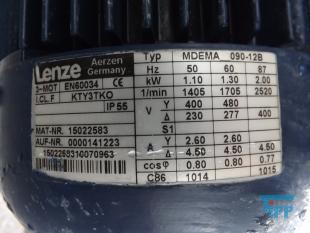 Lenze Aerzen Germany
3~MOT EN60034
I.CL. F KTY3TKO
IP 55
MAT-NR. 15022583
AUF-NR. 0000141223
1502258310070963
Typ MDEMA 090-12B
Hz 50 60 87
kW 1.10 1.30 2.00
1/min 1405 1705 2520
V Y 400 480
Δ 230 277 400
S1
A Y 2.60 2.60
Δ 4.50 4.50 4.50
cosφ 0.80 0.80 0.77
C86 1014 1015